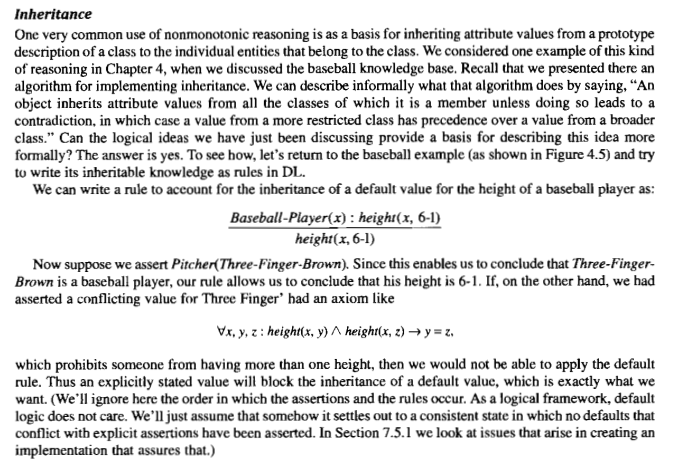 Inheritance
One very common use of nonmonotonic reasoning is as a basis for inheriting attribute values from a prototype
description of a class to the individual entities that belong to the class. We considered one example of this kind
of reasoning in Chapter 4, when we discussed the baseball knowledge base. Recall that we presented there an
algorithm for implementing inheritance. We can describe informally what that algorithm does by saying, “An
object inherits attribute values from all the classes of which it is a member unless doing so leads to a
contradiction, in which case a value from a more restricted class has precedence over a value from a broader
class.” Can the logical ideas we have just been discussing provide a basis for describing this idea more
formally? The answer is yes. To see how, let’s return to the baseball example (as shown in Figure 4.5) and try
to write its inheritable knowledge as rules in DL.
We can write a rule to account for the inheritance of a default value for the height of a baseball player as:
Baseball-Player(x) : height(x, 6-1)
height(x, 6-1)
Now suppose we assert Pitcher(Three-Finger-Brown). Since this enables us to conclude that Three-Finger-
Brown is a baseball player, our rule allows us to conclude that his height is 6-1. If, on the other hand, we had
asserted a conflicting value for Three Finger’ had an axiom like
∀x, y, z : height(x, y) ∧ height(x, z) → y = z,
which prohibits someone from having more than one height, then we would not be able to apply the default
rule. Thus an explicitly stated value will block the inheritance of a default value, which is exactly what we
want. (We’ll ignore here the order in which the assertions and the rules occur. As a logical framework, default
logic does not care. We’ll just assume that somehow it settles out to a consistent state in which no defaults that
conflict with explicit assertions have been asserted. In Section 7.5.1 we look at issues that arise in creating an
implementation that assures that.)